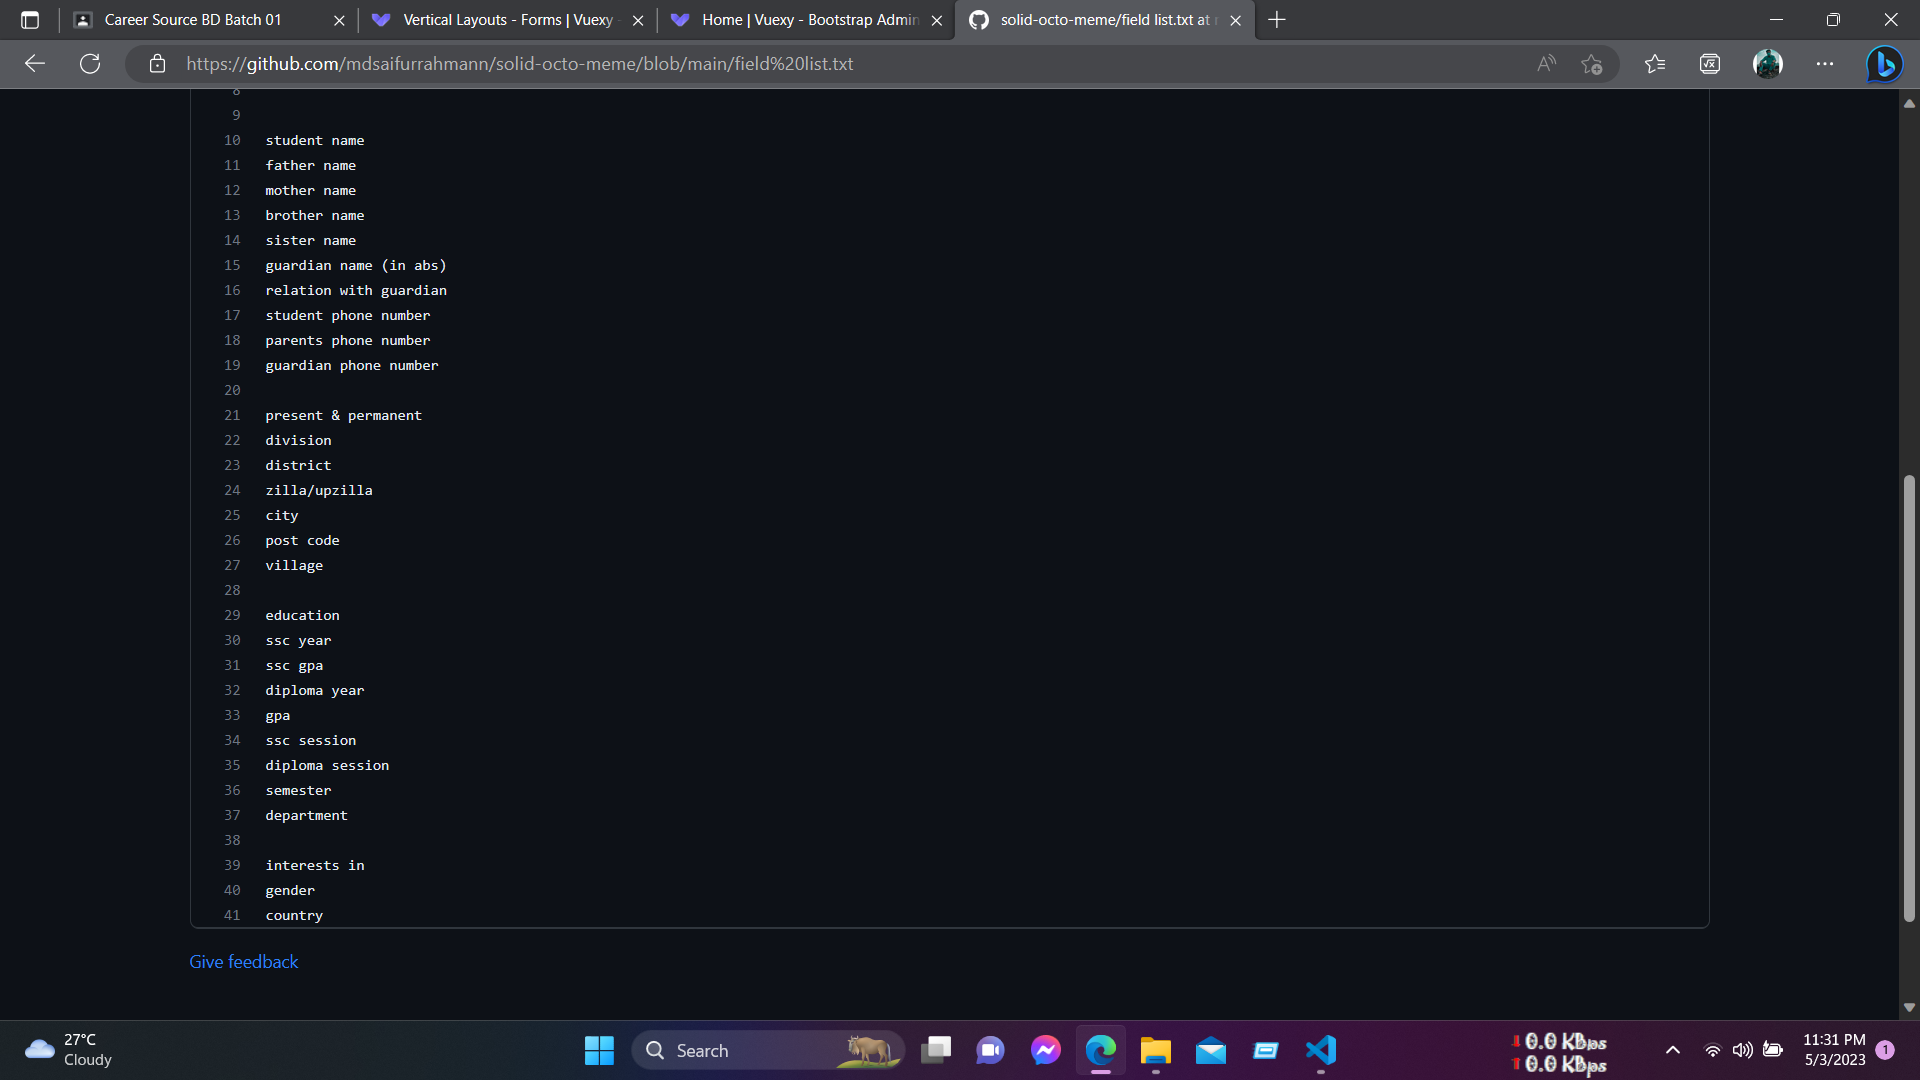 Career Source BD Batch 01
Vertical Layouts - Forms | Vuexy
Home | Vuexy - Bootstrap Admin
solid-octo-meme/field list.txt at
https://github.com/mdsaifurrahmann/solid-octo-meme/blob/main/field%20list.txt
8
9
10 student name
11 father name
12 mother name
13 brother name
14 sister name
15 guardian name (in abs)
16 relation with guardian
17 student phone number
18 parents phone number
19 guardian phone number
20
21 present & permanent
22 division
23 district
24 zilla/upzilla
25 city
26 post code
27 village
28
29 education
30 ssc year
31 ssc gpa
32 diploma year
33 gpa
34 ssc session
35 diploma session
36 semester
37 department
38
39 interests in
40 gender
41 country
Give feedback
27°C
Cloudy
Search
0.0 KBps
0.0 KBps
11:31 PM
5/3/2023
1